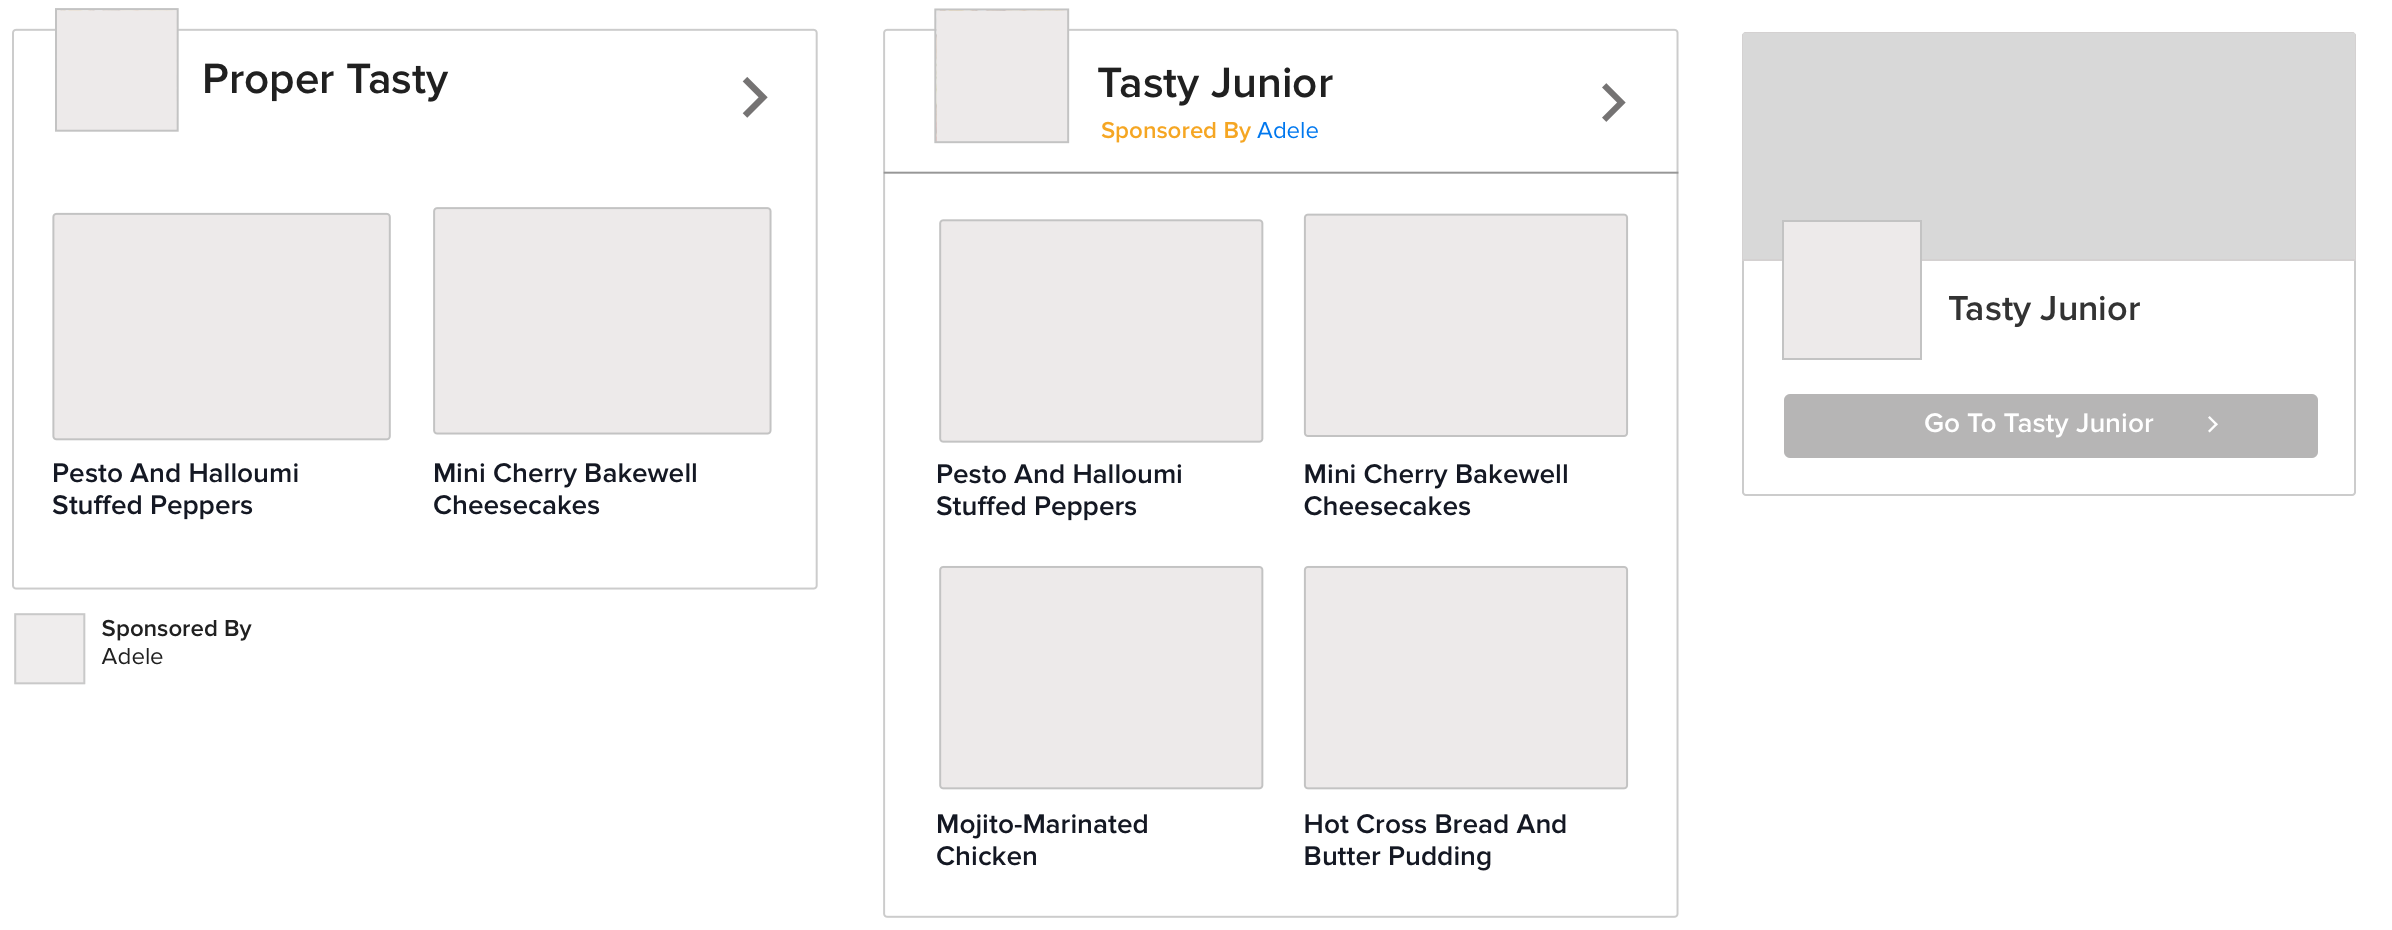 Proper Tasty
Pesto And Halloumi
Stuffed Peppers
Mini Cherry Bakewell
Cheesecakes
Sponsored By
Adele
Tasty Junior
Sponsored By Adele
Pesto And Halloumi
Stuffed Peppers
Mini Cherry Bakewell
Cheesecakes
Mojito-Marinated
Chicken
Hot Cross Bread And
Butter Pudding
Tasty Junior
Go To Tasty Junior